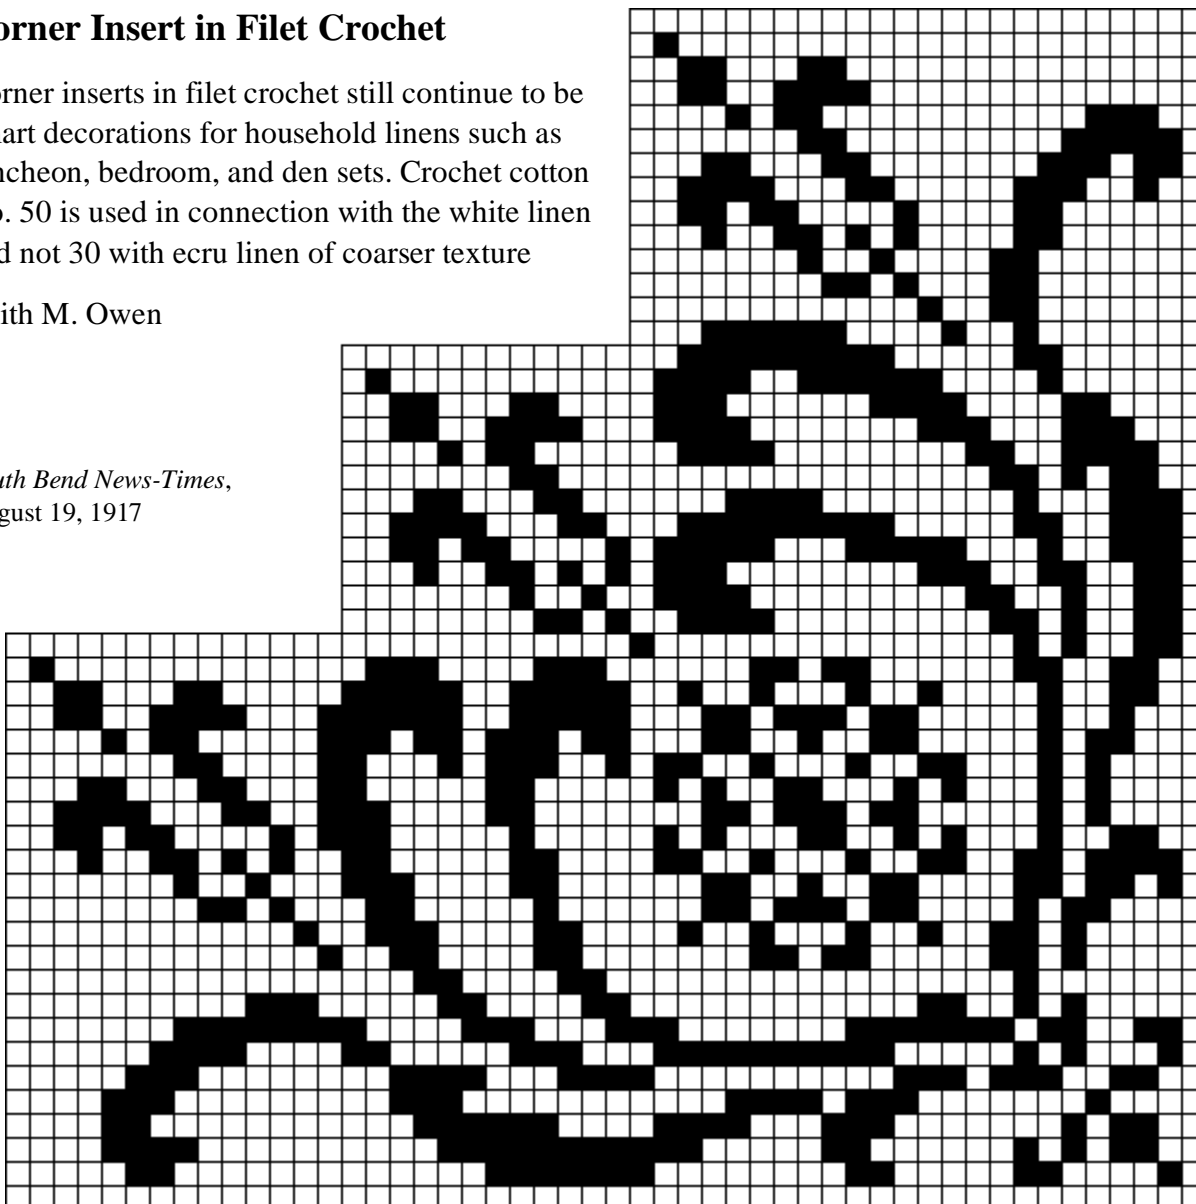 orner Insert in Filet Crochet
orner inserts in filet crochet still continue to be
nart decorations for household linens such as
ncheon, bedroom, and den sets. Crochet cotton
o. 50 is used in connection with the white linen
d not 30 with ecru linen of coarser texture
ith M. Owen
uth Bend News-Times,
gust 19, 1917